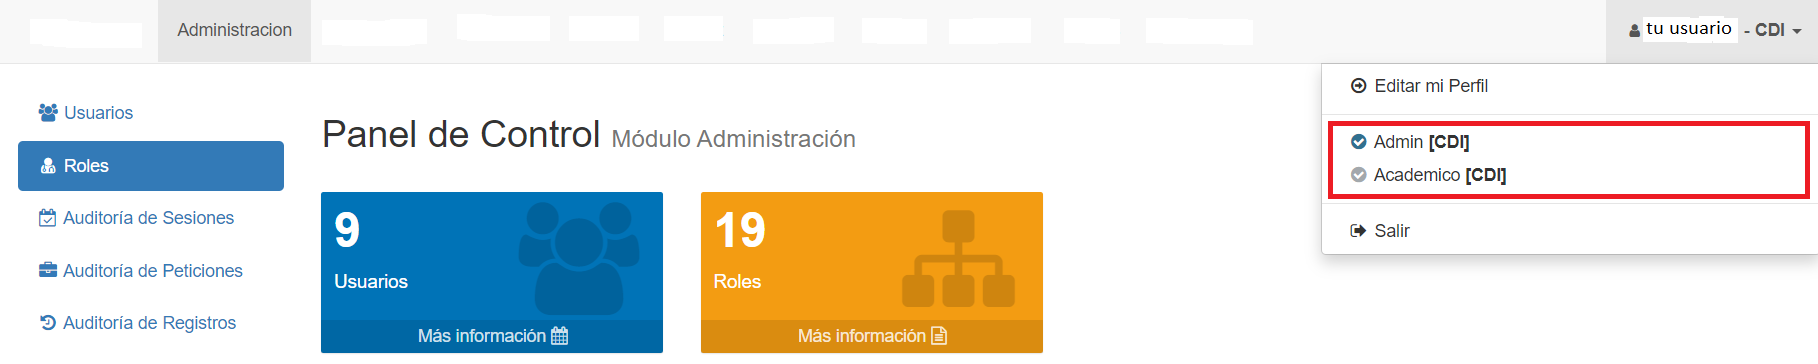 Administracion
tu usuario - CDI
Editar mi Perfil
Admin [CDI]
Academico [CDI]
Salir
Usuarios
Roles
Auditoría de Sesiones
Auditoría de Peticiones
Auditoría de Registros
Panel de Control Módulo Administración
9
Usuarios
Más información
19
Roles
Más información